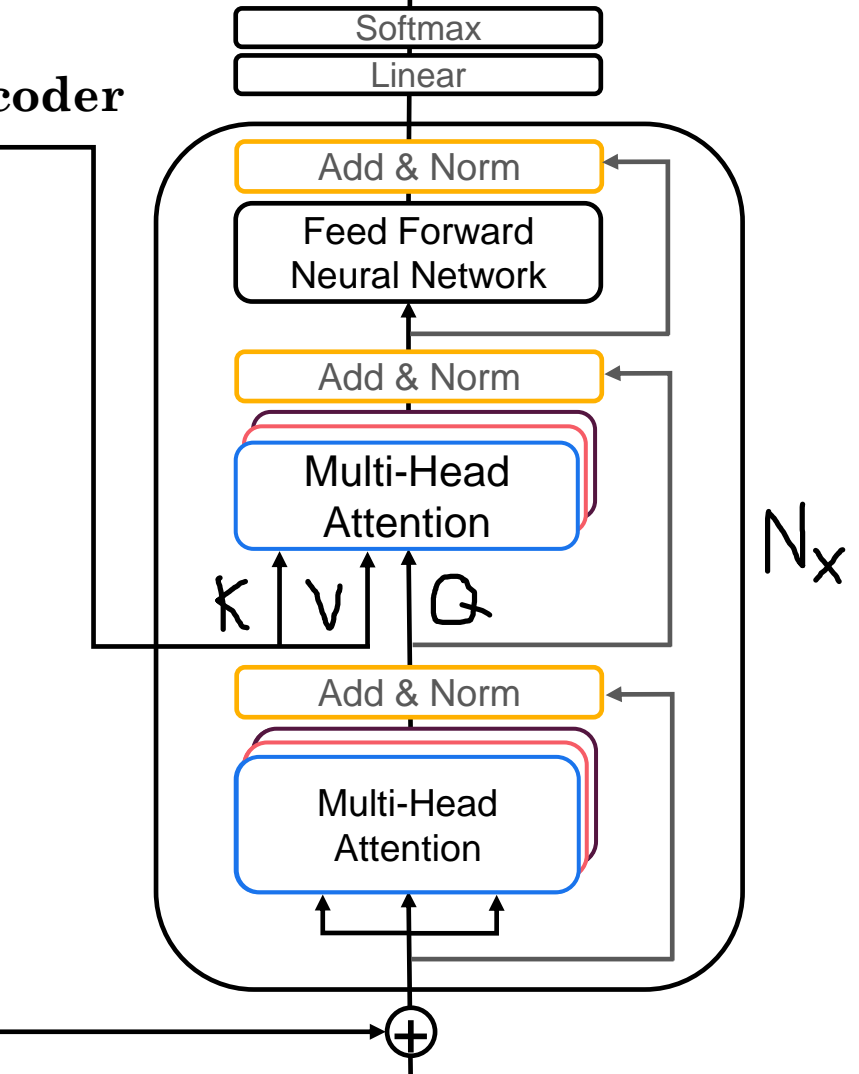 Softmax
Linear
coder
Add & Norm
Feed Forward
Neural Network
Add & Norm
Multi-Head
Attention
K V Q
Nx
Add & Norm
Multi-Head
Attention
+